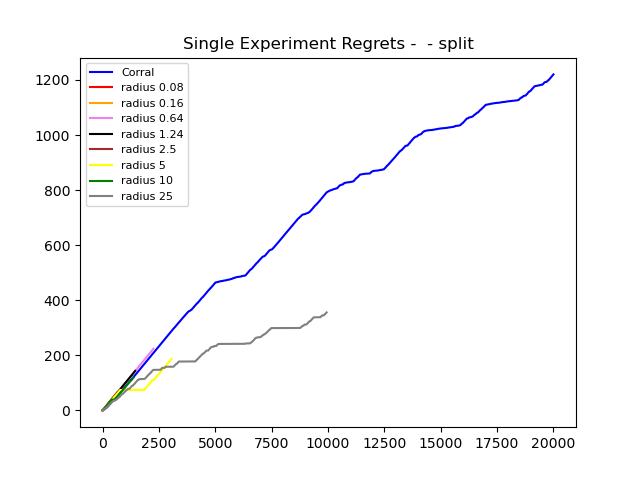 Single Experiment Regrets -  - split
Corral
radius 0.08
radius 0.16
radius 0.64
radius 1.24
radius 2.5
radius 5
radius 10
radius 25
1200
1000
800
600
400
200
0
0 2500 5000 7500 10000 12500 15000 17500 20000